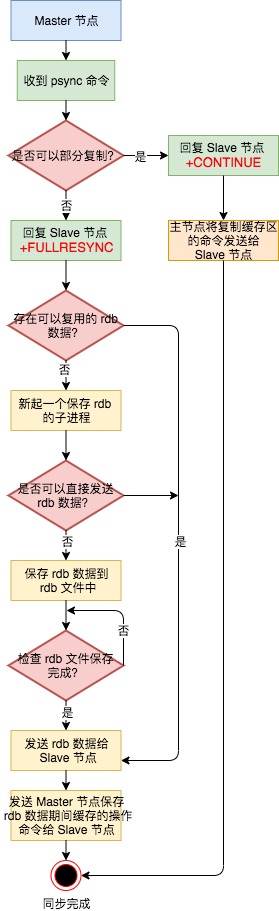 Master 节点
收到 psync 命令
是否可以部分复制?
是
回复 Slave 节点
+CONTINUE
否
回复 Slave 节点
+FULLRESYNC
主节点将复制缓存区
的命令发送给
Slave 节点
存在可以复用的 rdb
数据?
否
新起一个保存 rdb
的子进程
是否可以直接发送
rdb 数据?
否
是
保存 rdb 数据到
rdb 文件中
否
检查 rdb 文件保存
完成?
是
发送 rdb 数据给
Slave 节点
发送 Master 节点保存
rdb 数据期间缓存的操作
命令给 Slave 节点
同步完成